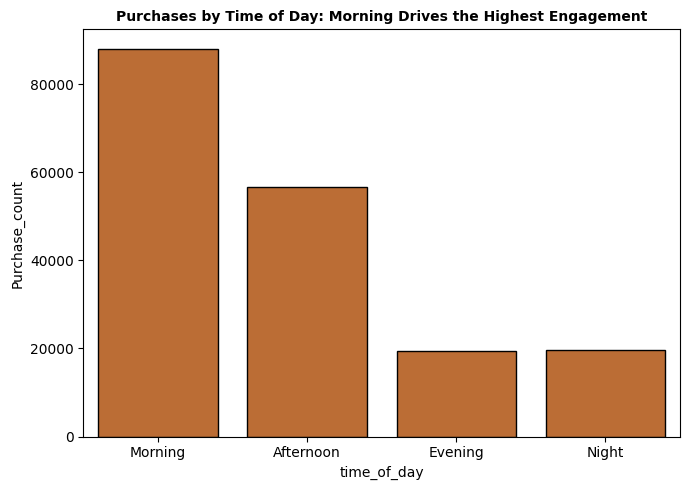 Purchases by Time of Day: Morning Drives the Highest Engagement
Purchase_count
80000
60000
40000
20000
0
Morning Afternoon Evening Night
time_of_day